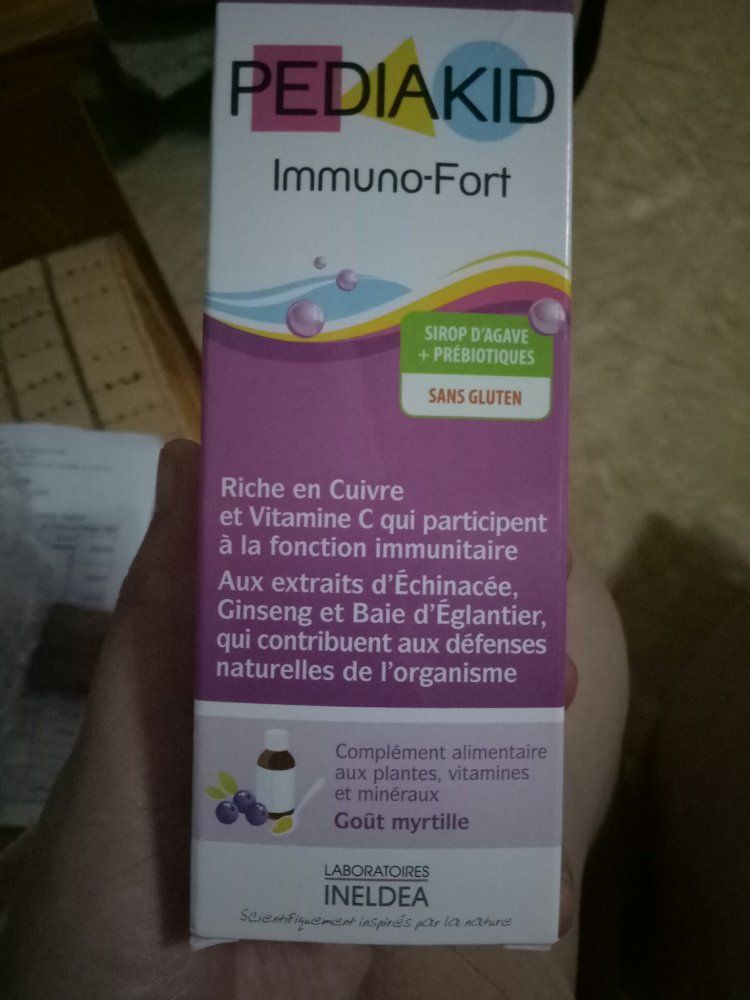 PEDIAKID
Immuno-Fort
SIROP D'AGAVE
+ PRÉBIOTIQUES
SANS GLUTEN
Riche en Cuivre
et Vitamine C qui participent
à la fonction immunitaire
Aux extraits d'Échinacée,
Ginseng et Baie d'Églantier,
qui contribuent aux défenses
naturelles de l'organisme
Complément alimentaire
aux plantes, vitamines
et minéraux
Goût myrtille
LABORATOIRES
INELDEA
Scientifiquement inspirés par la nature